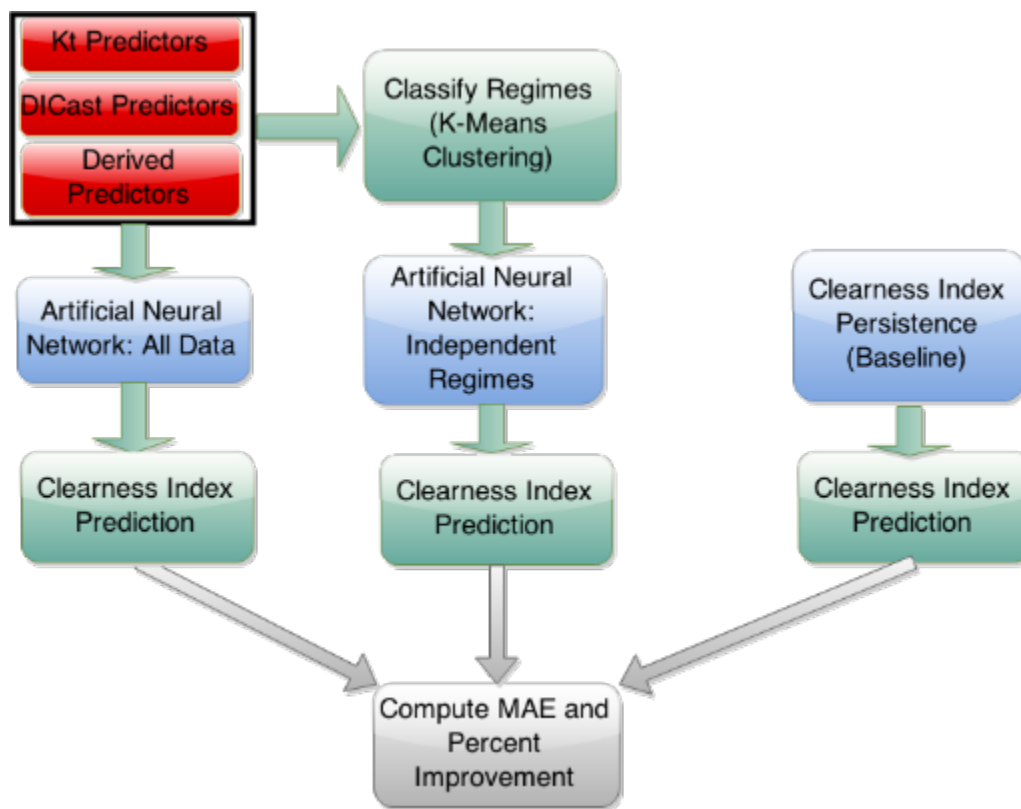 Kt Predictors
DICast Predictors
Derived
Predictors
Classify Regimes
(K-Means
Clustering)
Artificial Neural
Network: All Data
Artificial Neural
Network:
Independent
Regimes
Clearness Index
Persistence
(Baseline)
Clearness Index
Prediction
Clearness Index
Prediction
Clearness Index
Prediction
Compute MAE and
Percent
Improvement